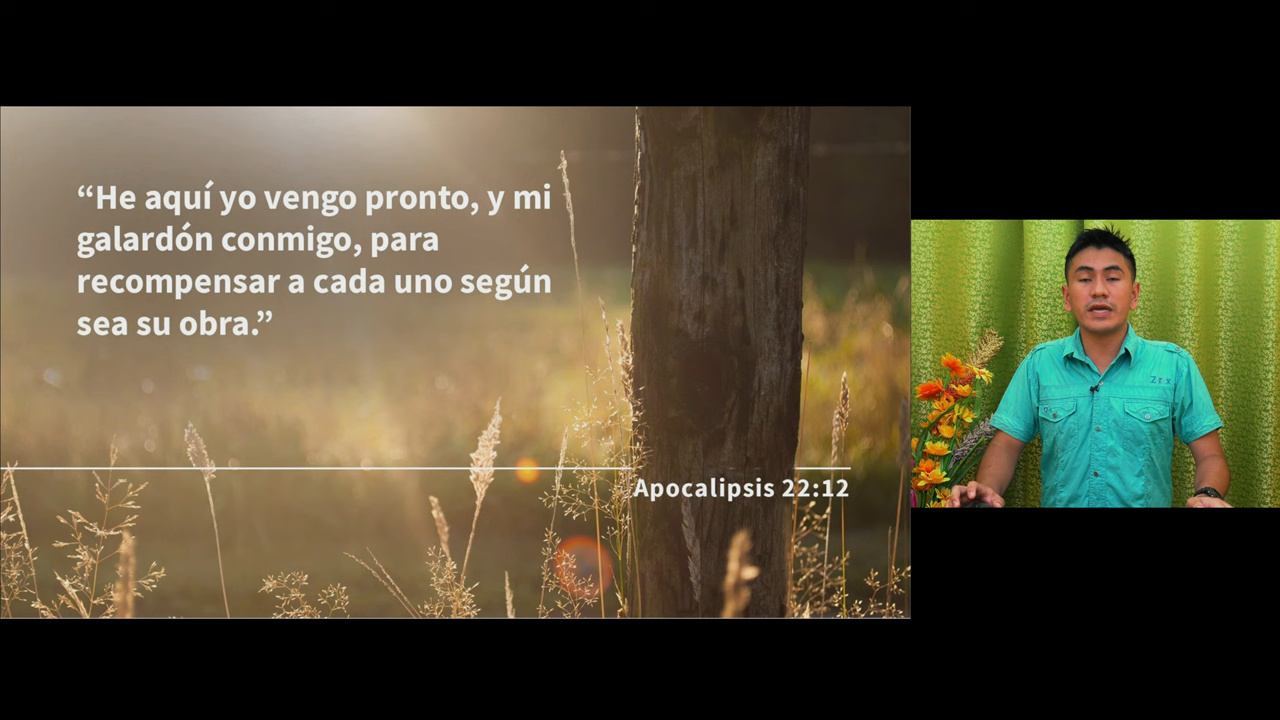 “He aquí yo vengo pronto, y mi
galardón conmigo, para
recompensar a cada uno según
sea su obra.”
Apocalipsis 22:12